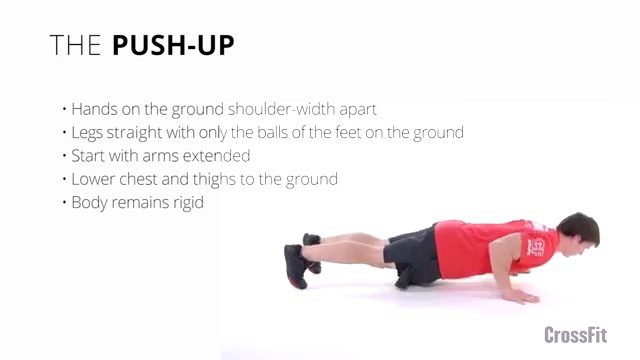 THE PUSH-UP
• Hands on the ground shoulder-width apart
• Legs straight with only the balls of the feet on the ground
• Start with arms extended
• Lower chest and thighs to the ground
• Body remains rigid
CrossFit